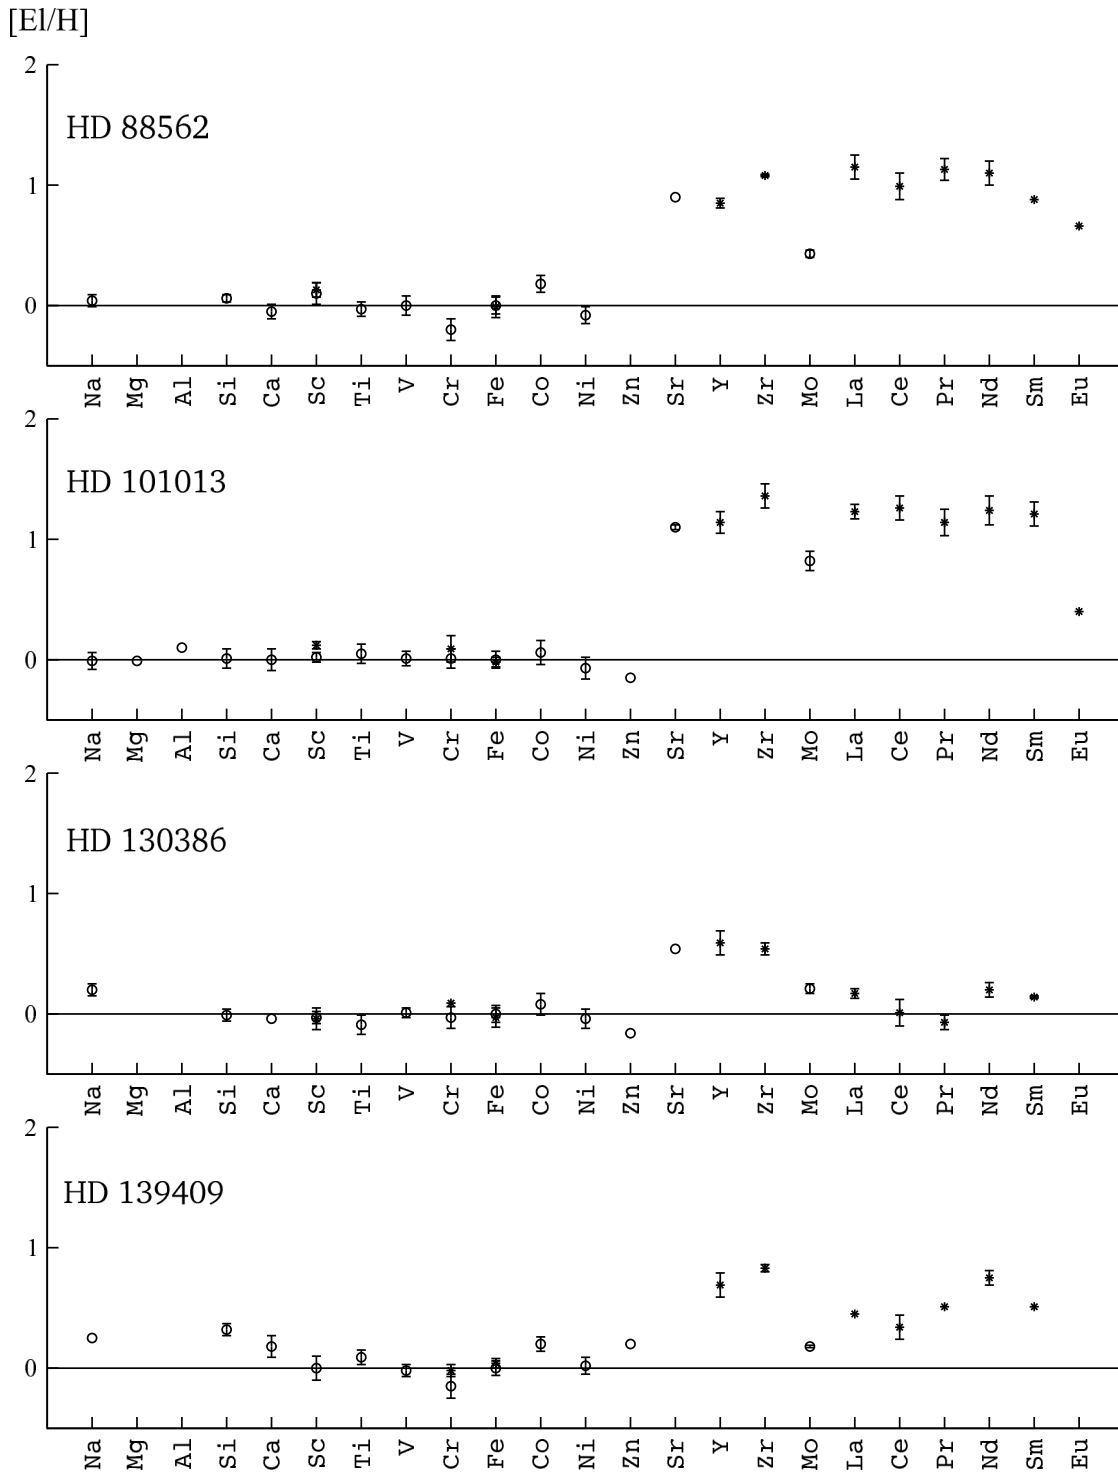 [El/H]
2
HD 88562
1
0
Na Mg Al Si Ca Sc Ti V Cr Fe Co Ni Zn Sr Y Zr Mo La Ce Pr Nd Sm Eu
2
HD 101013
1
0
Na Mg Al Si Ca Sc Ti V Cr Fe Co Ni Zn Sr Y Zr Mo La Ce Pr Nd Sm Eu
2
HD 130386
1
0
Na Mg Al Si Ca Sc Ti V Cr Fe Co Ni Zn Sr Y Zr Mo La Ce Pr Nd Sm Eu
2
HD 139409
1
0
Na Mg Al Si Ca Sc Ti V Cr Fe Co Ni Zn Sr Y Zr Mo La Ce Pr Nd Sm Eu